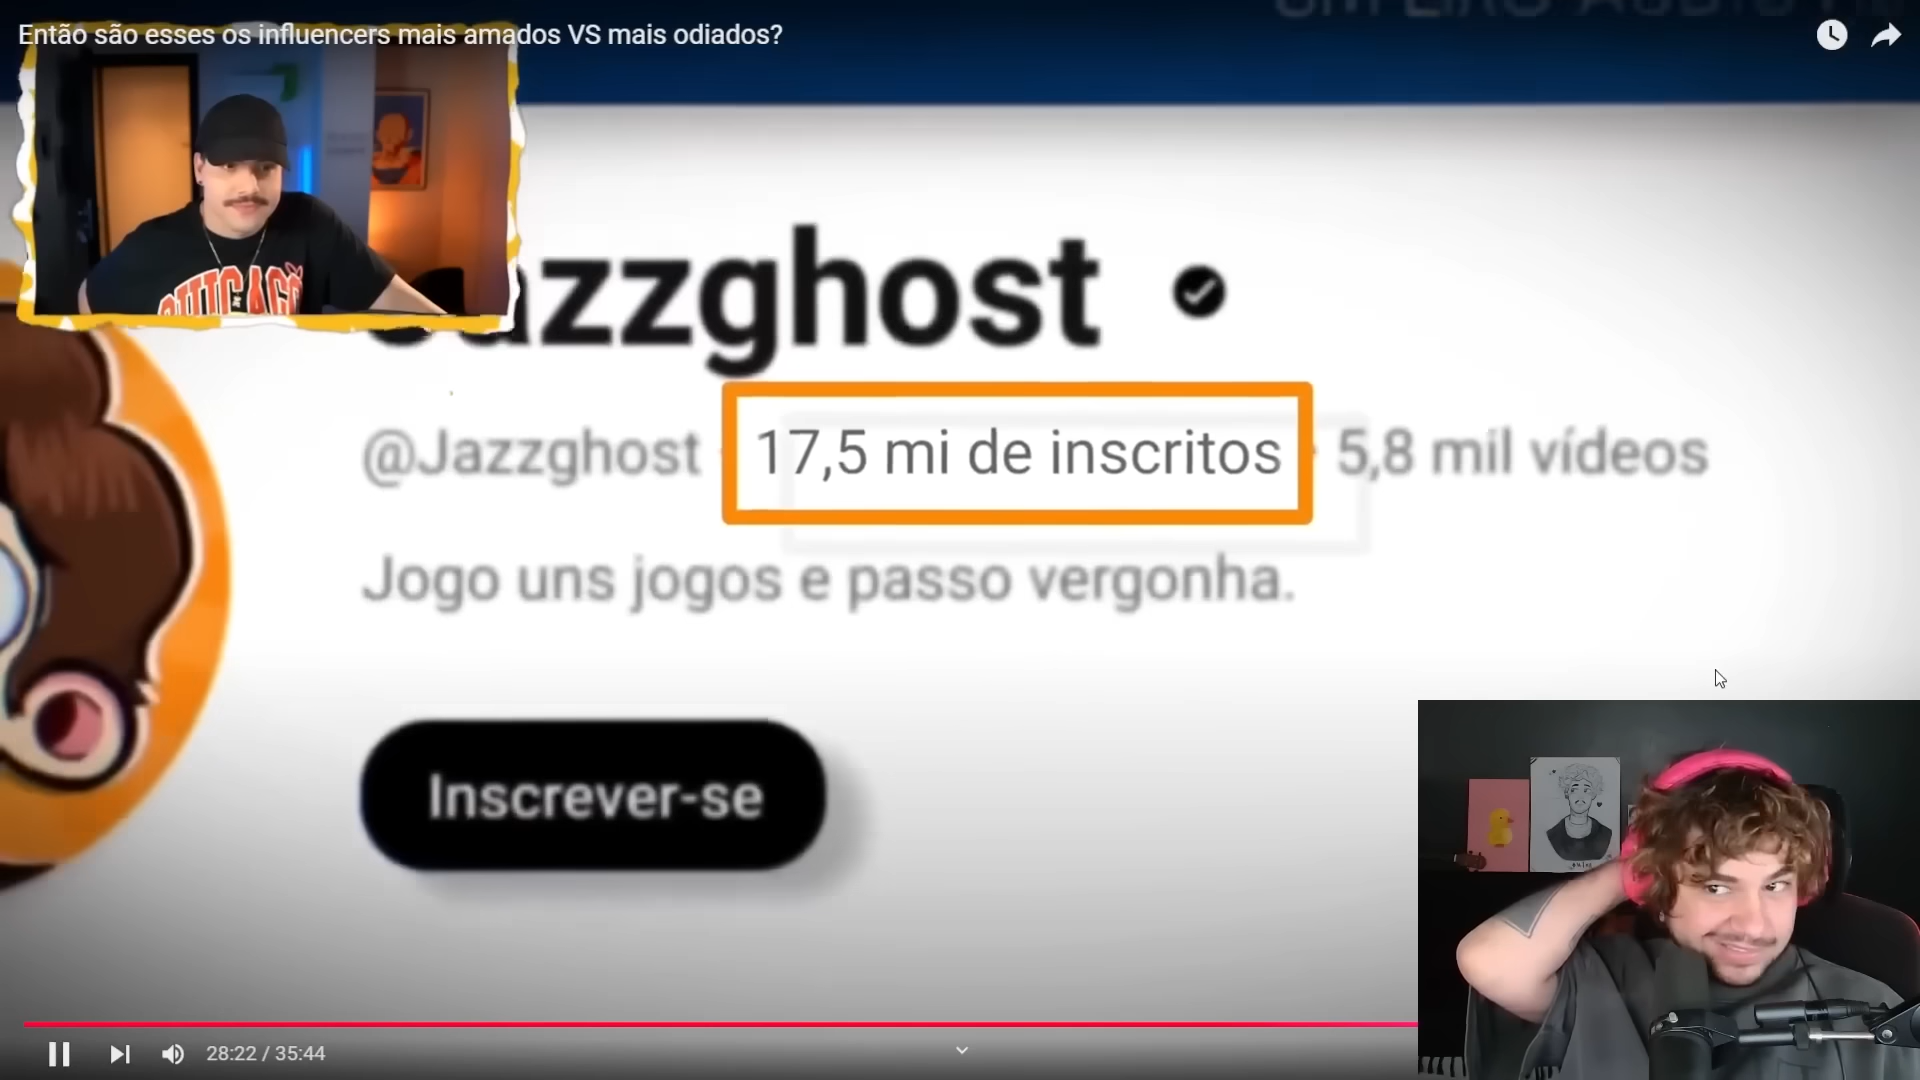 Então são esses os influencers mais amados VS mais odiados?
CHICAGO
azzghost
@Jazzghost
17,5 mi de inscritos
5,8 mil vídeos
Jogo uns jogos e passo vergonha.
Inscrever-se
28:22 / 35:44